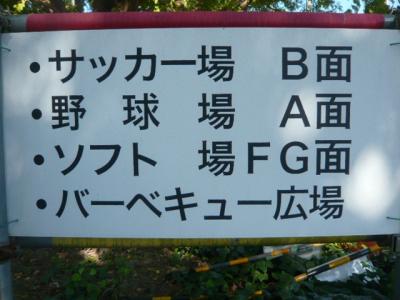 ・サッカー場 B面
・野 球 場 A面
・ソフト 場FG面
・バーベキュー広場